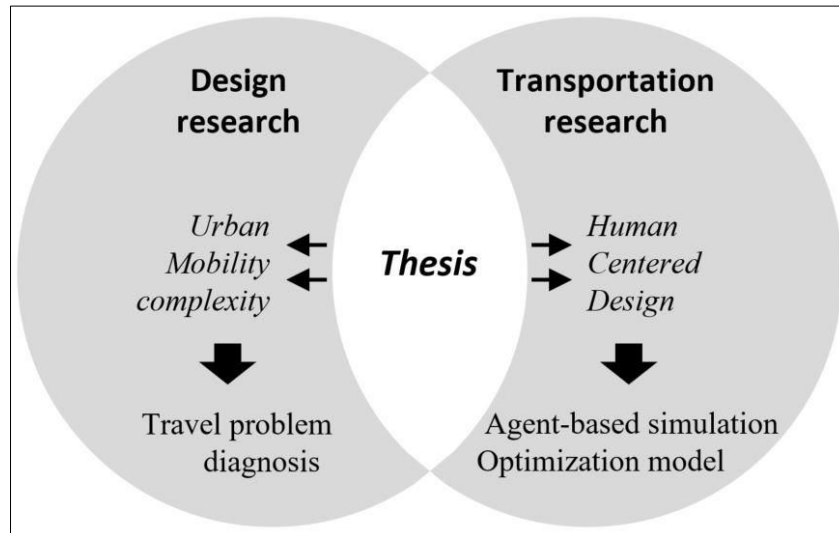 Design
research
Urban
Mobility
complexity
Travel problem
diagnosis
Thesis
Transportation
research
Human
Centered
Design
Agent-based simulation
Optimization model